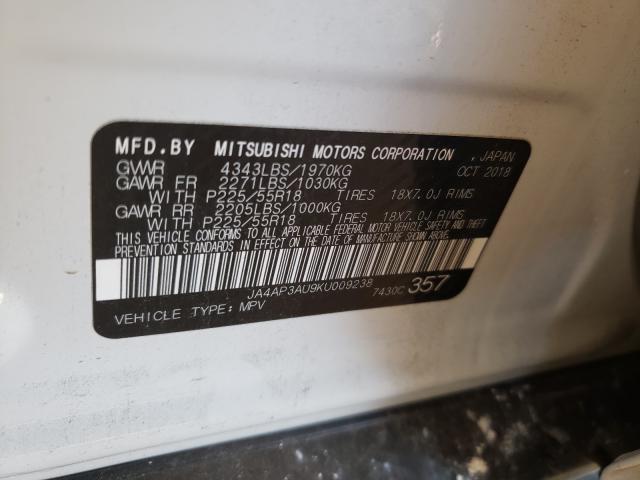 MFD.BY MITSUBISHI MOTORS CORPORATION , JAPAN
GVWR 4343LBS/1970KG OCT 2018
GAWR FR 2271LBS/1030KG
WITH P225/55R18 TIRES 18X7.0J RIMS
GAWR RR 2205LBS/1000KG
WITH P225/55R18 TIRES 18X7.0J RIMS
THIS VEHICLE CONFORMS TO ALL APPLICABLE FEDERAL MOTOR VEHICLE SAFETY AND THEFT
PREVENTION STANDARDS IN EFFECT ON THE DATE OF MANUFACTURE SHOWN ABOVE.
JA4AP3AU9KU009238
VEHICLE TYPE: MPV 7430C 357